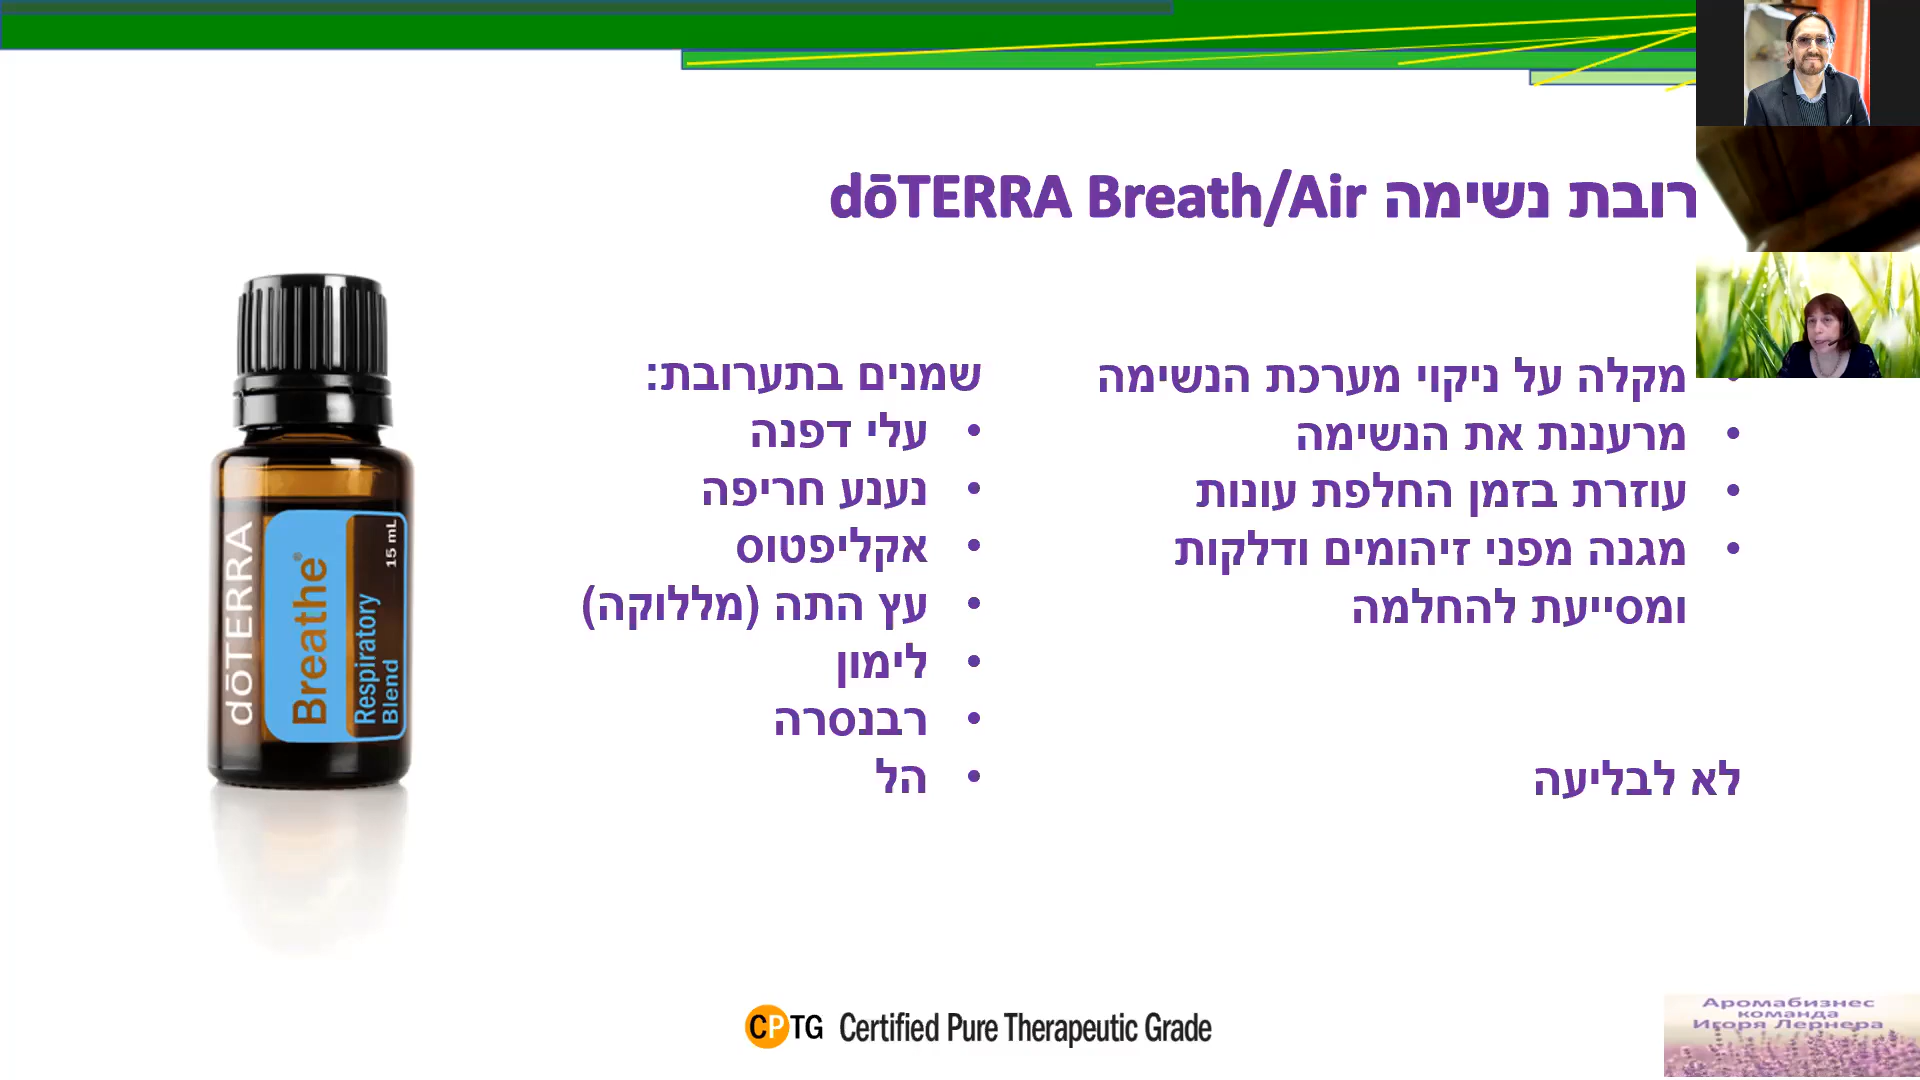 רובת נשימה dōTERRA Breath/Air
• מקלה על ניקוי מערכת הנשימה
• מרעננת את הנשימה
• עוזרת בזמן החלפת עונות
• מגנה מפני זיהומים ודלקות
ומסייעת להחלמה
לא לבליעה
שמנים בתערובת:
• עלי דפנה
• נענע חריפה
• אקליפטוס
• עץ התה (מללוקה)
• לימון
• רבנסרה
• הל
dōTERRA
Breathe®
Respiratory
Blend
15 mL
CPTG Certified Pure Therapeutic Grade
Аромабизнес
команда
Игоря Лернера